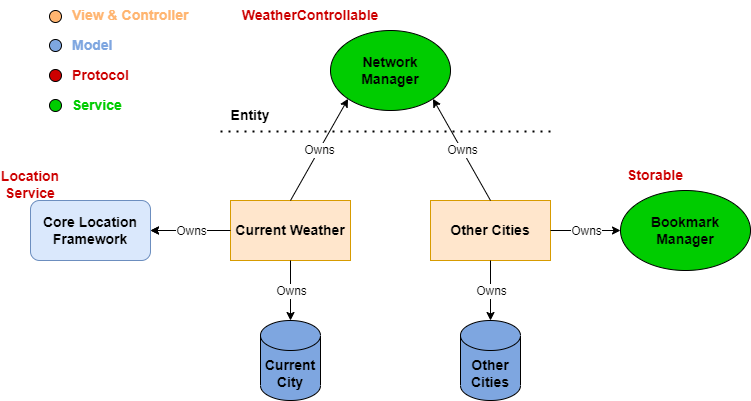 View & Controller
Model
Protocol
Service
WeatherControllable
Network
Manager
Entity
Owns
Owns
Location
Service
Storable
Core Location
Framework
Owns
Current Weather
Other Cities
Owns
Bookmark
Manager
Owns
Owns
Current
City
Other
Cities